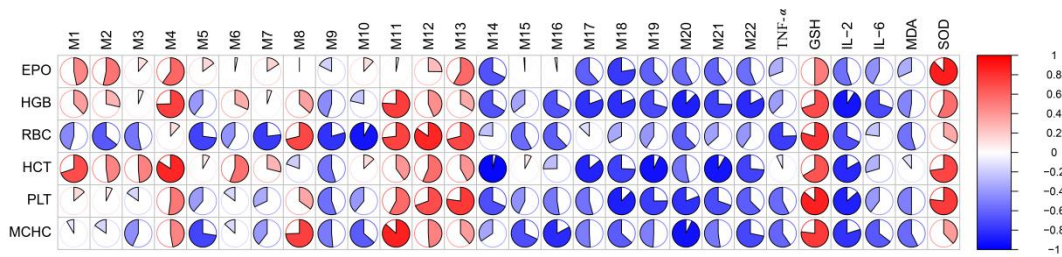 M1 M2 M3 M4 M5 M6 M7 M8 M9 M10 M11 M12 M13 M14 M15 M16 M17 M18 M19 M20 M21 M22 TNF-α GSH IL-2 IL-6 MDA SOD
EPO
HGB
RBC
HCT
PLT
MCHC
1
0.8
0.6
0.4
0.2
0
-0.2
-0.4
-0.6
-0.8
-1